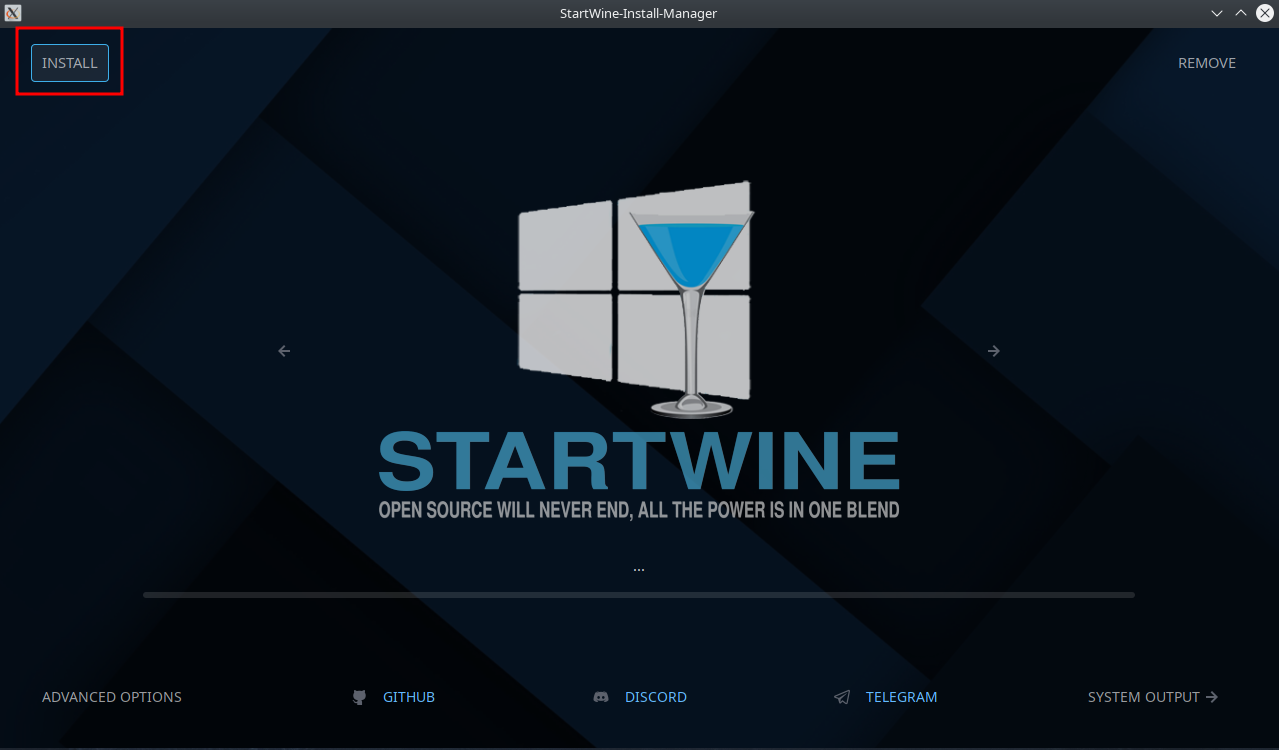 StartWine-Install-Manager
INSTALL
REMOVE
STARTWINE
OPEN SOURCE WILL NEVER END, ALL THE POWER IS IN ONE BLEND
...
ADVANCED OPTIONS
GITHUB
DISCORD
TELEGRAM
SYSTEM OUTPUT